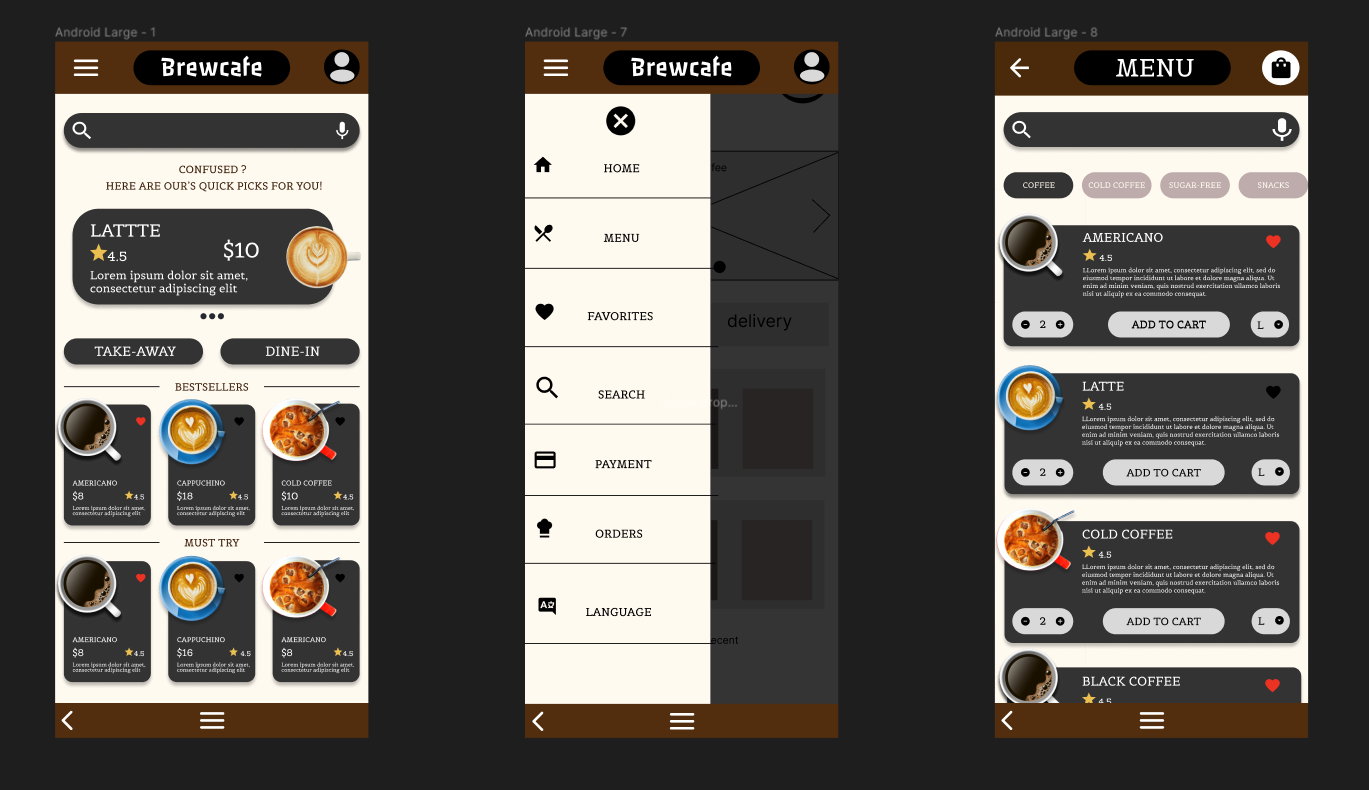 Android Large - 1
Brewcafe
CONFUSED ?
HERE ARE OUR'S QUICK PICKS FOR YOU!
LATTTE
4.5
$10
Lorem ipsum dolor sit amet,
consectetur adipiscing elit
TAKE-AWAY
DINE-IN
BESTSELLERS
AMERICANO
$8
4.5
Lorem ipsum dolor sit amet,
consectetur adipiscing elit
CAPPUCHINO
$18
4.5
Lorem ipsum dolor sit amet,
consectetur adipiscing elit
COLD COFFEE
$10
4.5
Lorem ipsum dolor sit amet,
consectetur adipiscing elit
MUST TRY
AMERICANO
$8
4.5
Lorem ipsum dolor sit amet,
consectetur adipiscing elit
CAPPUCHINO
$16
4.5
Lorem ipsum dolor sit amet,
consectetur adipiscing elit
AMERICANO
$8
4.5
Lorem ipsum dolor sit amet,
consectetur adipiscing elit
Android Large - 7
Brewcafe
HOME
MENU
FAVORITES
SEARCH
PAYMENT
ORDERS
LANGUAGE
fee
delivery
rop...
ecent
Android Large - 8
MENU
COFFEE
COLD COFFEE
SUGAR-FREE
SNACKS
AMERICANO
4.5
LLorem ipsum dolor sit amet, consectetur adipiscing elit, sed do
eiusmod tempor incididunt ut labore et dolore magna aliqua. Ut
enim ad minim veniam, quis nostrud exercitation ullamco laboris
nisi ut aliquip ex ea commodo consequat.
2
ADD TO CART
L
LATTE
4.5
LLorem ipsum dolor sit amet, consectetur adipiscing elit, sed do
eiusmod tempor incididunt ut labore et dolore magna aliqua. Ut
enim ad minim veniam, quis nostrud exercitation ullamco laboris
nisi ut aliquip ex ea commodo consequat.
2
ADD TO CART
L
COLD COFFEE
4.5
LLorem ipsum dolor sit amet, consectetur adipiscing elit, sed do
eiusmod tempor incididunt ut labore et dolore magna aliqua. Ut
enim ad minim veniam, quis nostrud exercitation ullamco laboris
nisi ut aliquip ex ea commodo consequat.
2
ADD TO CART
L
BLACK COFFEE
4.5